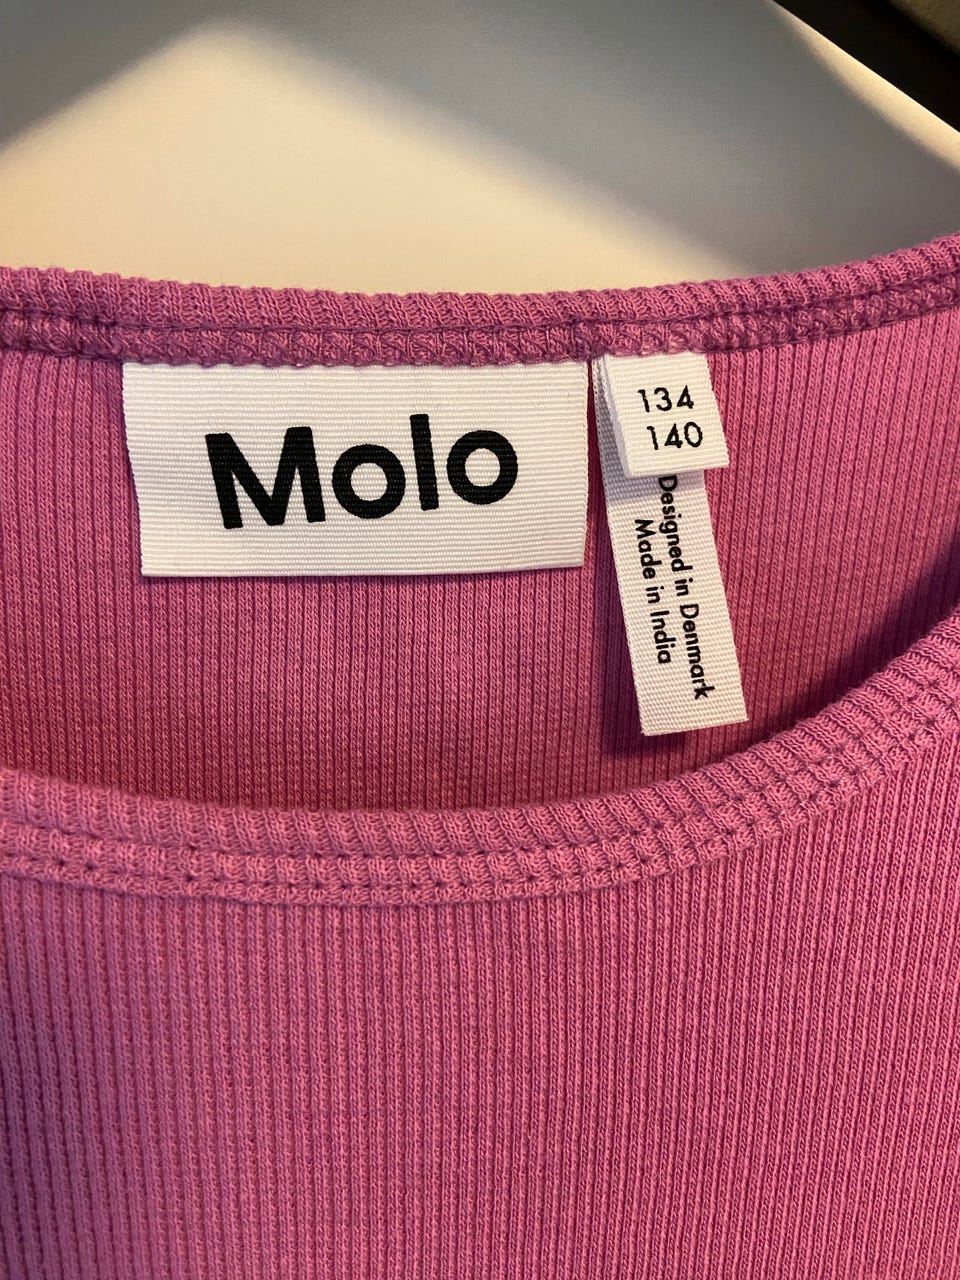 Molo
134
140
Designed in Denmark
Made in India